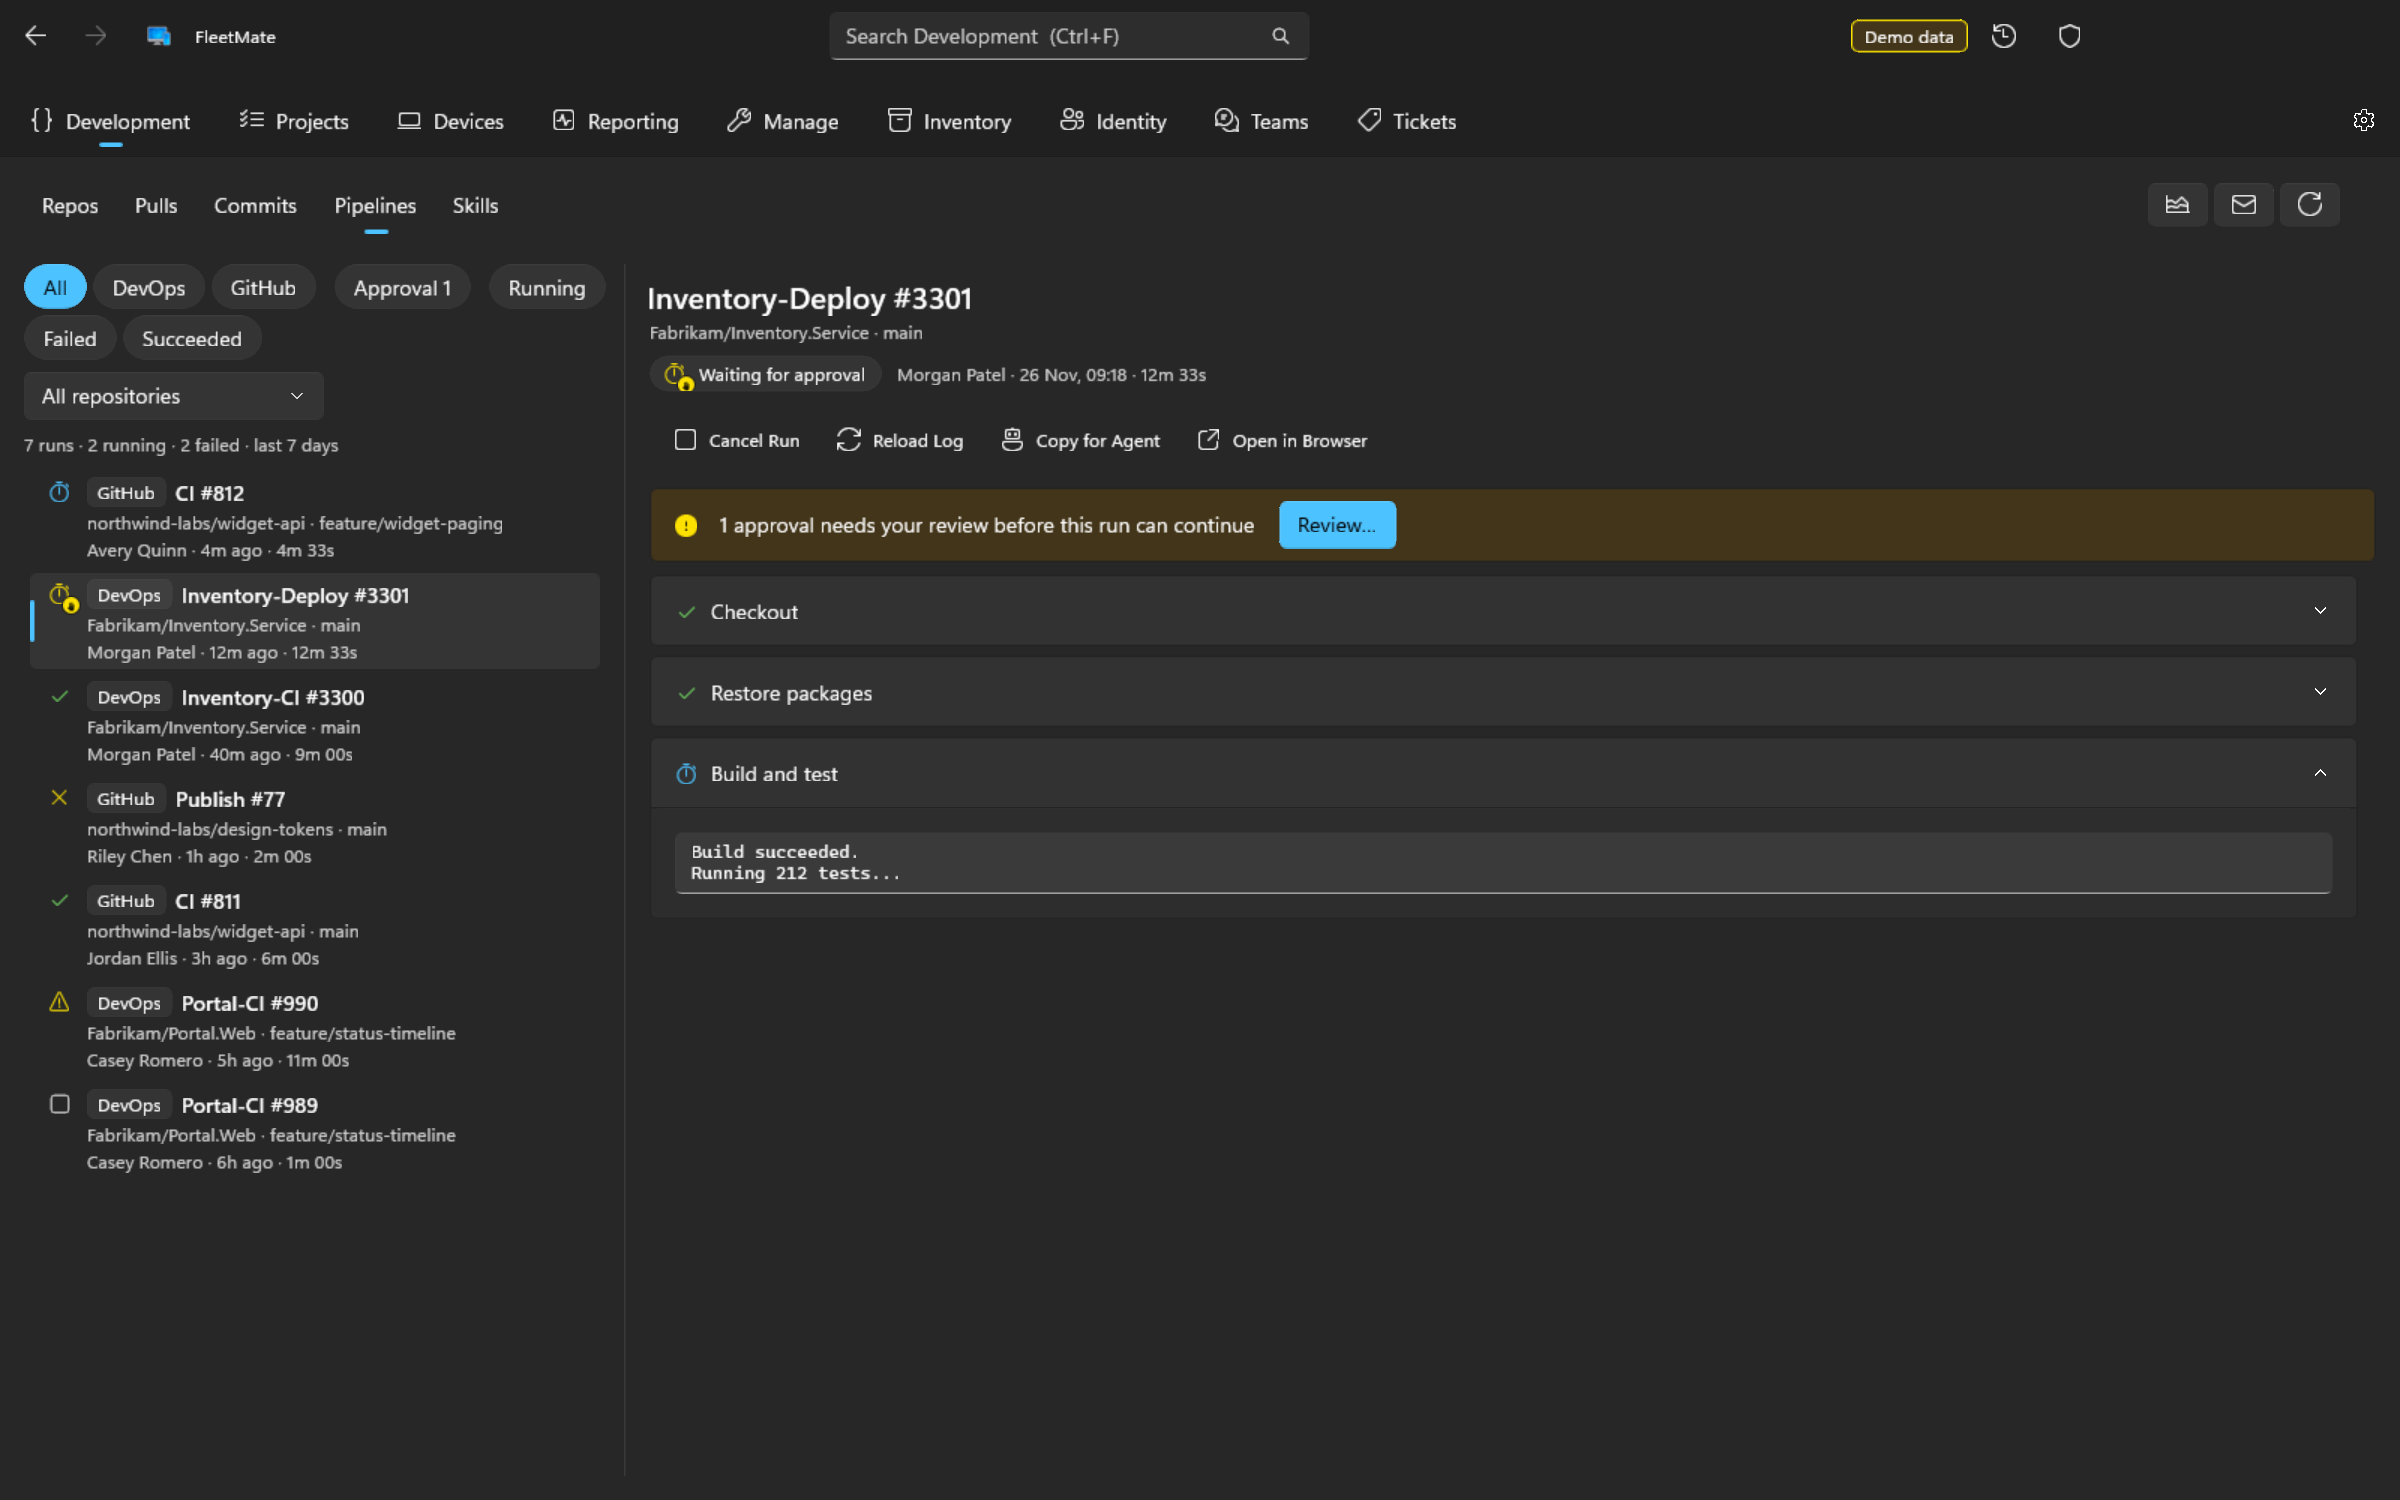 FleetMate
Search Development (Ctrl+F)
Demo data
Development
Projects
Devices
Reporting
Manage
Inventory
Identity
Teams
Tickets
Repos
Pulls
Commits
Pipelines
Skills
All
DevOps
GitHub
Approval 1
Running
Failed
Succeeded
All repositories
7 runs · 2 running · 2 failed · last 7 days
GitHub CI #812
northwind-labs/widget-api · feature/widget-paging
Avery Quinn · 4m ago · 4m 33s
DevOps Inventory-Deploy #3301
Fabrikam/Inventory.Service · main
Morgan Patel · 12m ago · 12m 33s
DevOps Inventory-CI #3300
Fabrikam/Inventory.Service · main
Morgan Patel · 40m ago · 9m 00s
GitHub Publish #77
northwind-labs/design-tokens · main
Riley Chen · 1h ago · 2m 00s
GitHub CI #811
northwind-labs/widget-api · main
Jordan Ellis · 3h ago · 6m 00s
DevOps Portal-CI #990
Fabrikam/Portal.Web · feature/status-timeline
Casey Romero · 5h ago · 11m 00s
DevOps Portal-CI #989
Fabrikam/Portal.Web · feature/status-timeline
Casey Romero · 6h ago · 1m 00s
Inventory-Deploy #3301
Fabrikam/Inventory.Service · main
Waiting for approval
Morgan Patel · 26 Nov, 09:18 · 12m 33s
Cancel Run
Reload Log
Copy for Agent
Open in Browser
1 approval needs your review before this run can continue
Review...
Checkout
Restore packages
Build and test
Build succeeded.
Running 212 tests...